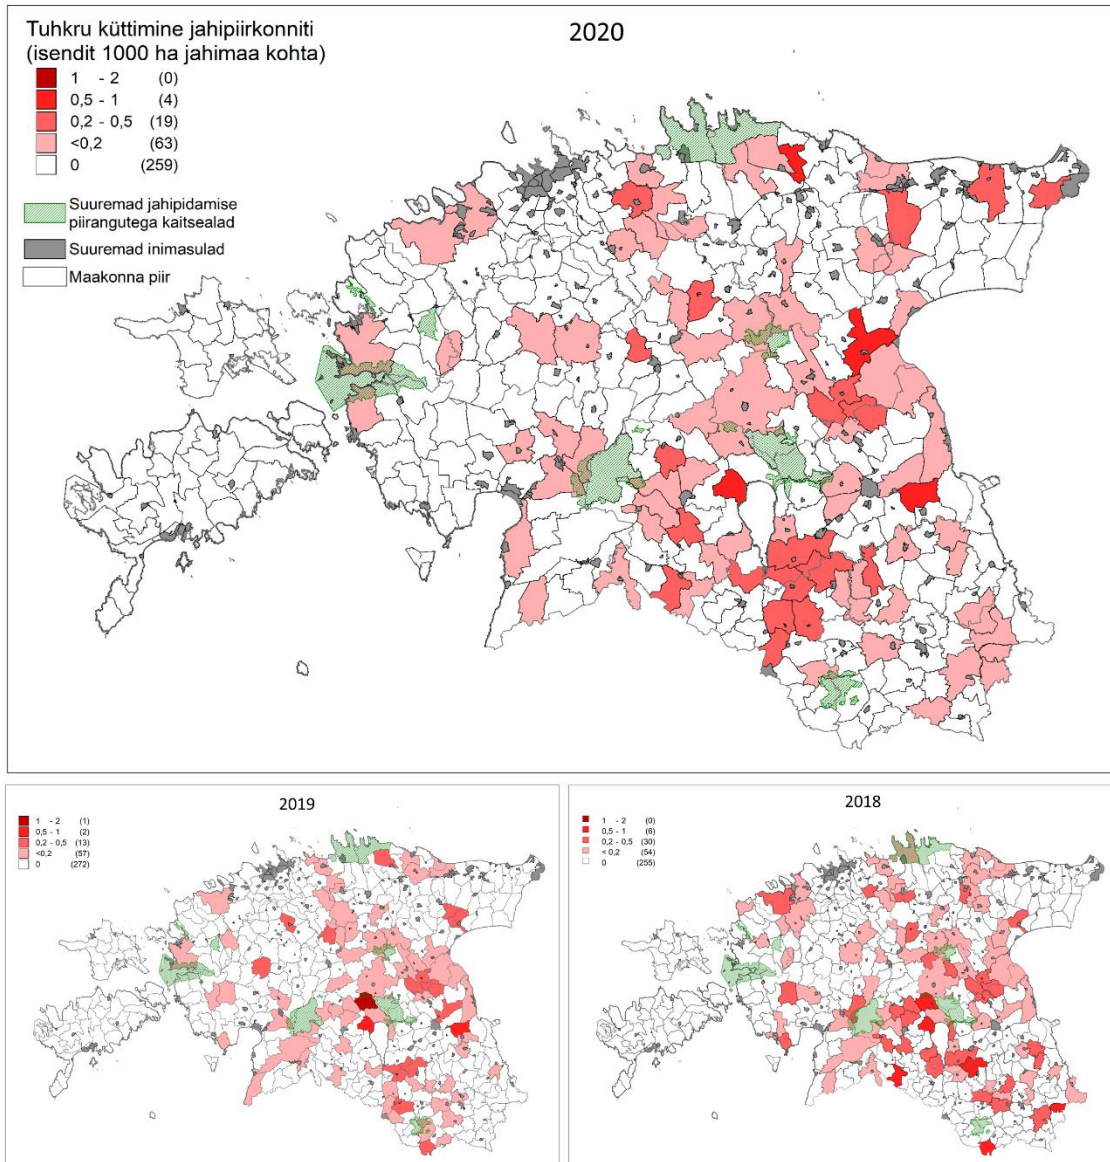 Tuhkru küttimine jahipiirkonniti
(isendit 1000 ha jahimaa kohta)
1 - 2 (0)
0,5 - 1 (4)
0,2 - 0,5 (19)
<0,2 (63)
0 (259)
Suuremad jahipidamise
piirangutega kaitsealad
Suuremad inimasulad
Maakonna piir
2020
2019
1 - 2 (1)
0,5 - 1 (2)
0,2 - 0,5 (13)
<0,2 (57)
0 (272)
2018
1 - 2 (0)
0,5 - 1 (6)
0,2 - 0,5 (30)
< 0,2 (54)
0 (255)